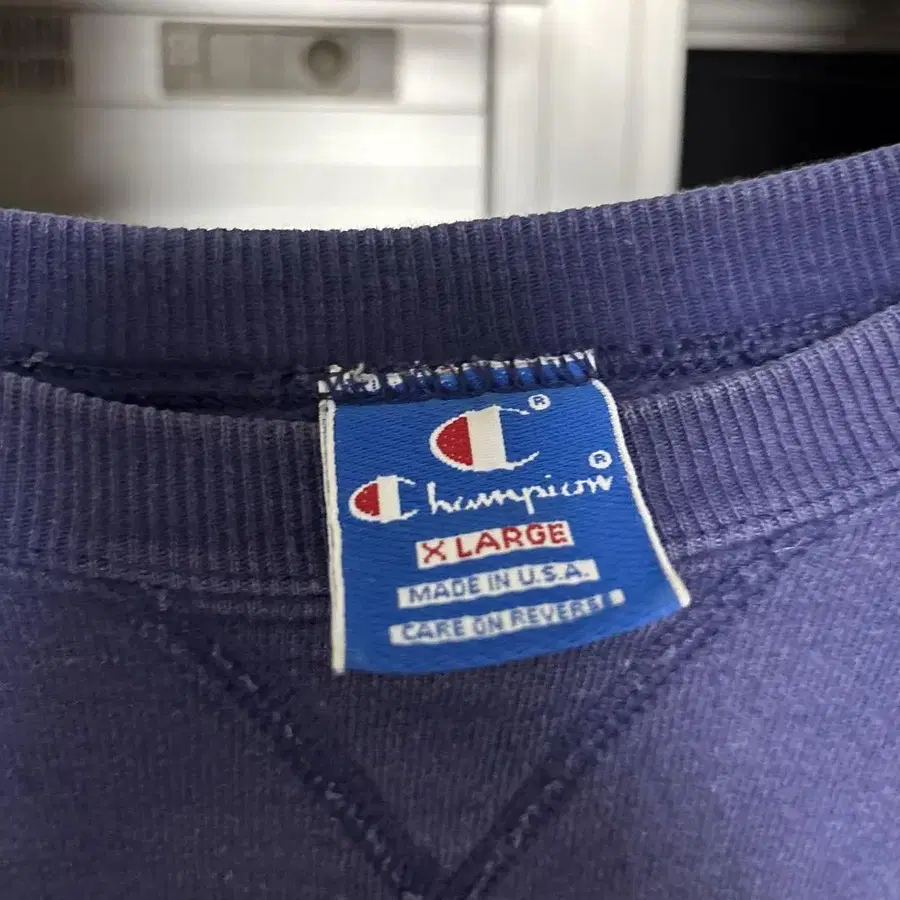 C®
Champion®
X LARGE
MADE IN U.S.A.
CARE ON REVERSE